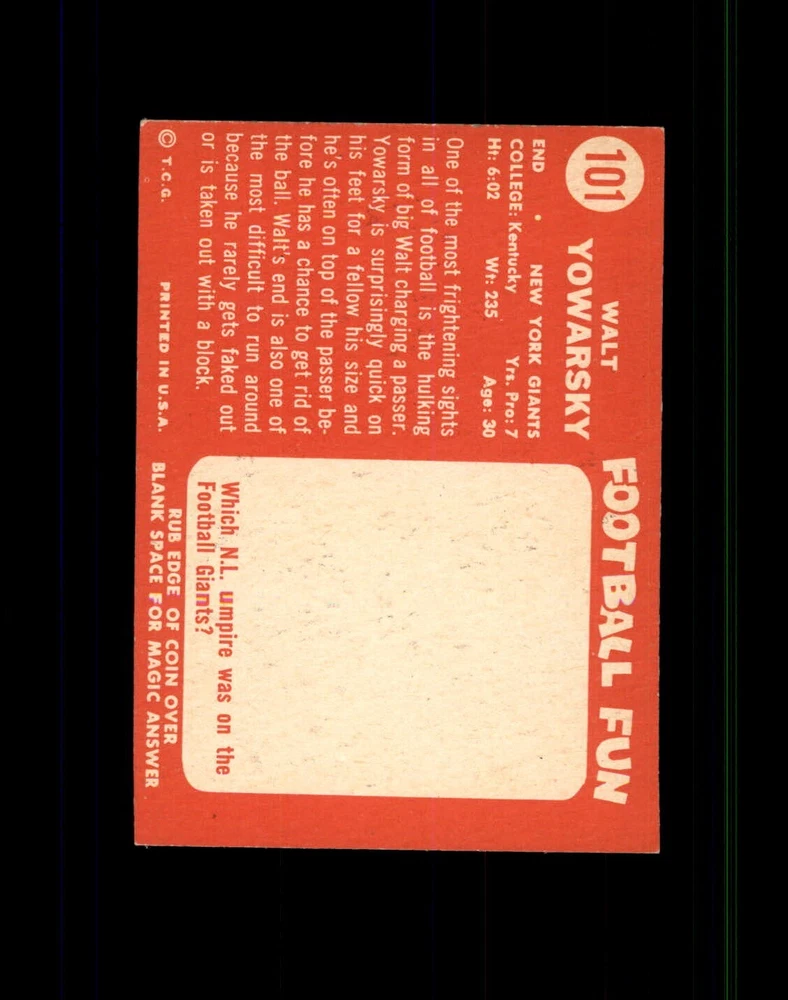 101
WALT
YOWARSKY
END • NEW YORK GIANTS
COLLEGE: Kentucky Yrs. Pro: 7
Ht: 6:02 Wt: 235 Age: 30
One of the most frightening sights
in all of football is the hulking
form of big Walt charging a passer.
Yowarsky is surprisingly quick on
his feet for a fellow his size and
he's often on top of the passer be-
fore he has a chance to get rid of
the ball. Walt's end is also one of
the most difficult to run around
because he rarely gets faked out
or is taken out with a block.
© T.C.G. PRINTED IN U.S.A.
FOOTBALL FUN
Which N.L. umpire was on the
Football Giants?
RUB EDGE OF COIN OVER
BLANK SPACE FOR MAGIC ANSWER